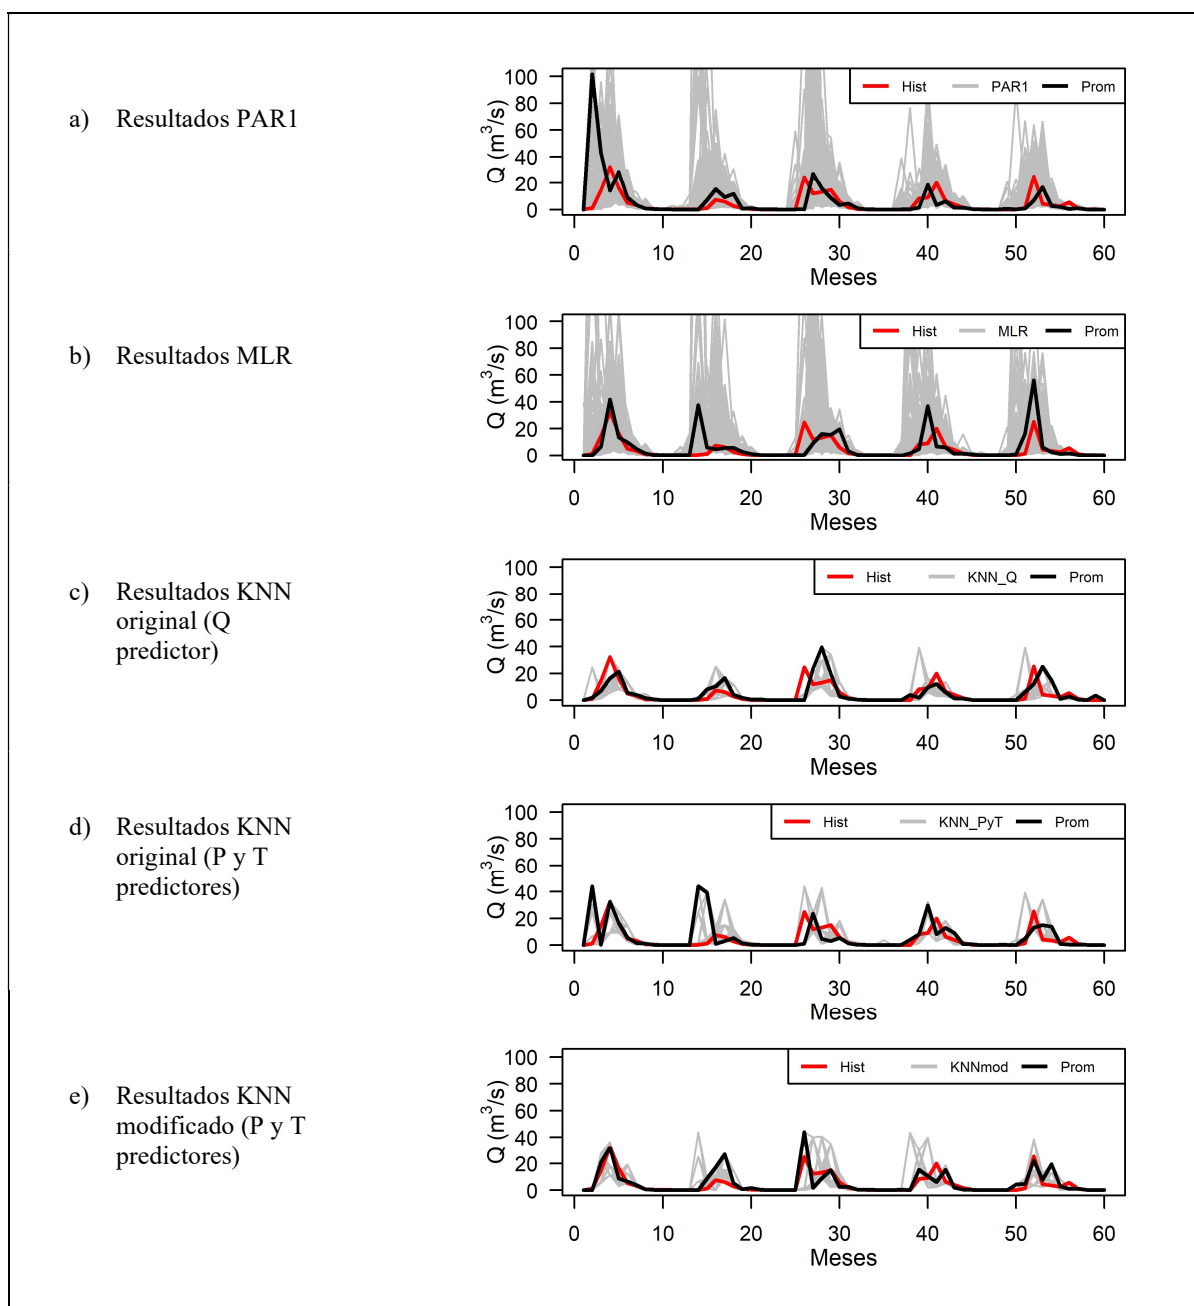 a) Resultados PAR1
100
80
60
40
20
0
Q (m³/s)
Hist PAR1 Prom
0 10 20 30 40 50 60
Meses
b) Resultados MLR
100
80
60
40
20
0
Q (m³/s)
Hist MLR Prom
0 10 20 30 40 50 60
Meses
c) Resultados KNN
original (Q
predictor)
100
80
60
40
20
0
Q (m³/s)
Hist KNN_Q Prom
0 10 20 30 40 50 60
Meses
d) Resultados KNN
original (P y T
predictores)
100
80
60
40
20
0
Q (m³/s)
Hist KNN_PyT Prom
0 10 20 30 40 50 60
Meses
e) Resultados KNN
modificado (P y T
predictores)
100
80
60
40
20
0
Q (m³/s)
Hist KNNmod Prom
0 10 20 30 40 50 60
Meses